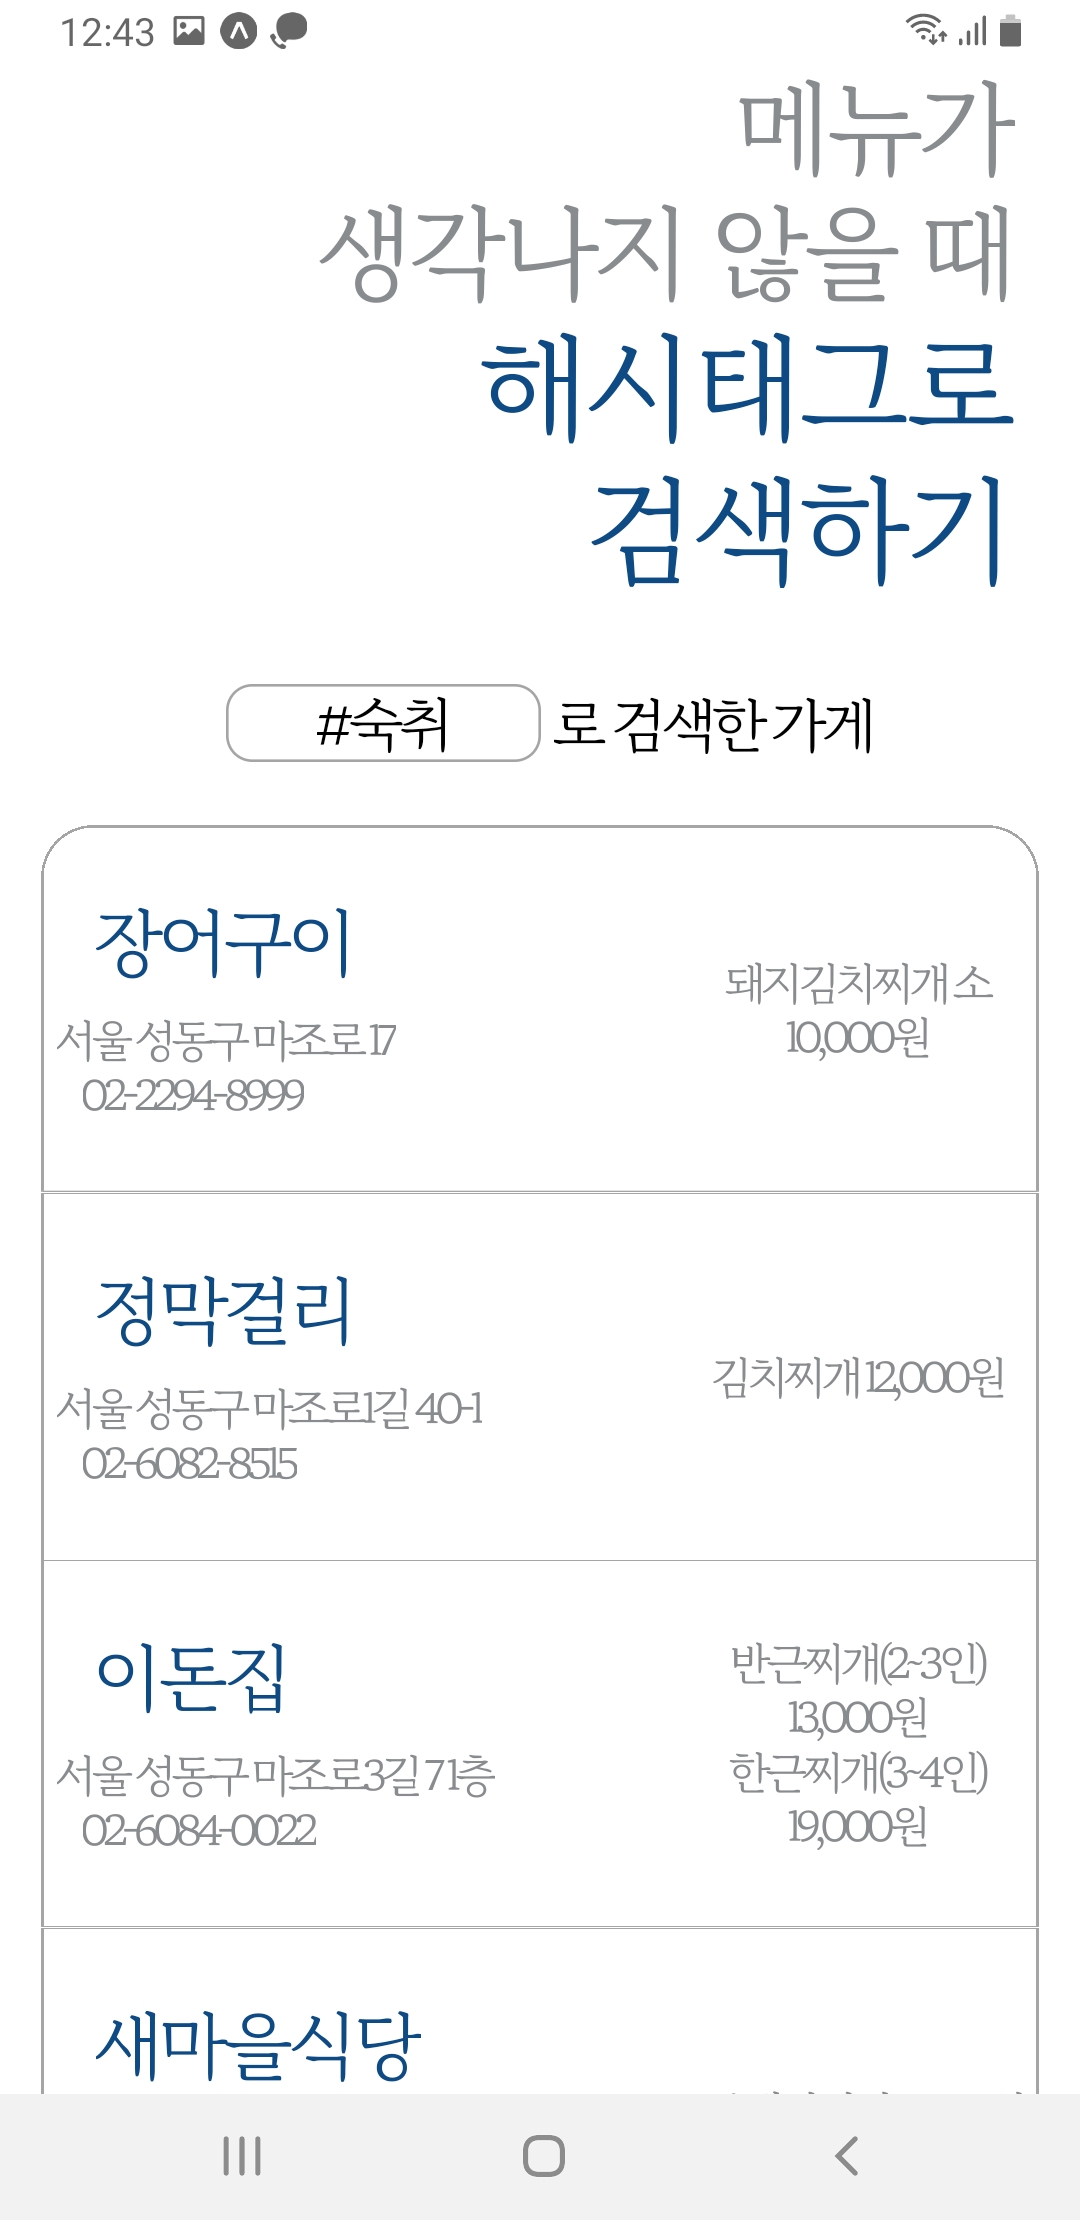 12:43
메뉴가
생각나지 않을 때
해시태그로
검색하기
#숙취 로 검색한 가게
장어구이
서울 성동구 마조로 17
02-2294-8999
돼지김치찌개 소
10,000원
정막걸리
서울 성동구 마조로1길 40-1
02-6082-8515
김치찌개 12,000원
이돈집
서울 성동구 마조로3길 7 1층
02-6084-0022
반근찌개(2~3인)
13,000원
한근찌개(3~4인)
19,000원
새마을식당